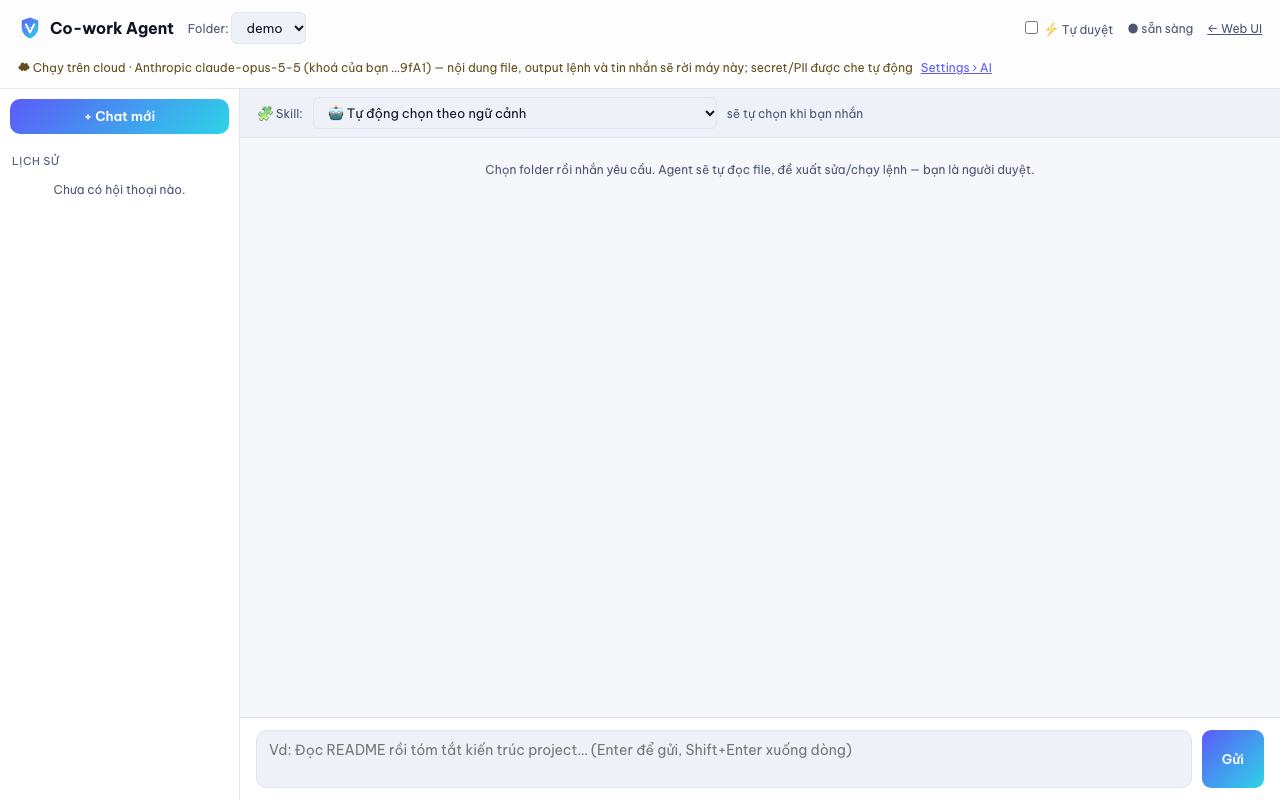 Co-work Agent Folder: demo Tự duyệt sẵn sàng ← Web UI
Chạy trên cloud · Anthropic claude-opus-5-5 (khoá của bạn …9fA1) — nội dung file, output lệnh và tin nhắn sẽ rời máy này; secret/PII được che tự động Settings › AI
+ Chat mới
LỊCH SỬ
Chưa có hội thoại nào.
Skill: Tự động chọn theo ngữ cảnh sẽ tự chọn khi bạn nhắn
Chọn folder rồi nhắn yêu cầu. Agent sẽ tự đọc file, đề xuất sửa/chạy lệnh — bạn là người duyệt.
Vd: Đọc README rồi tóm tắt kiến trúc project… (Enter để gửi, Shift+Enter xuống dòng)
Gửi